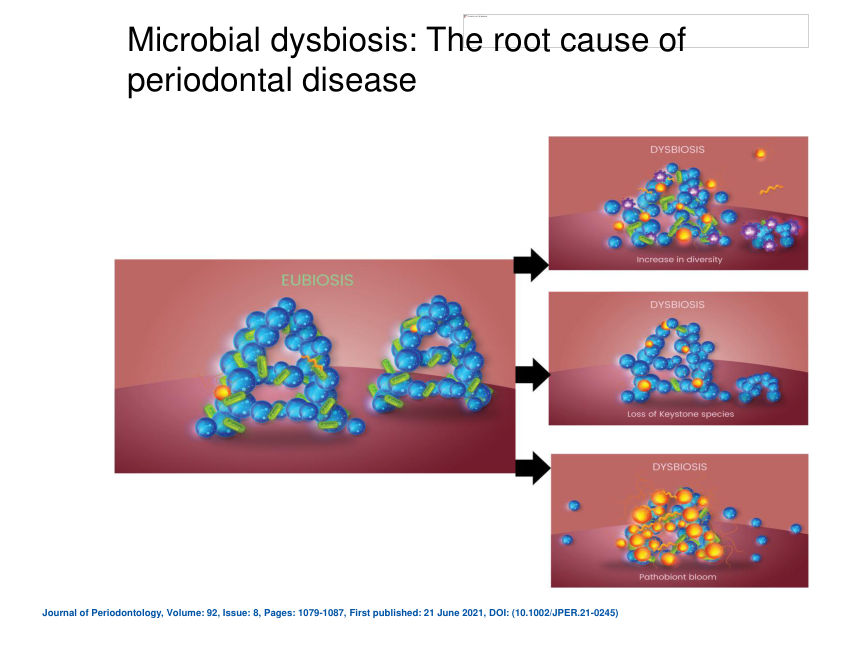 Microbial dysbiosis: The root cause of
periodontal disease
EUBIOSIS
DYSBIOSIS
Increase in diversity
DYSBIOSIS
Loss of Keystone species
DYSBIOSIS
Pathobiont bloom
Journal of Periodontology, Volume: 92, Issue: 8, Pages: 1079-1087, First published: 21 June 2021, DOI: (10.1002/JPER.21-0245)